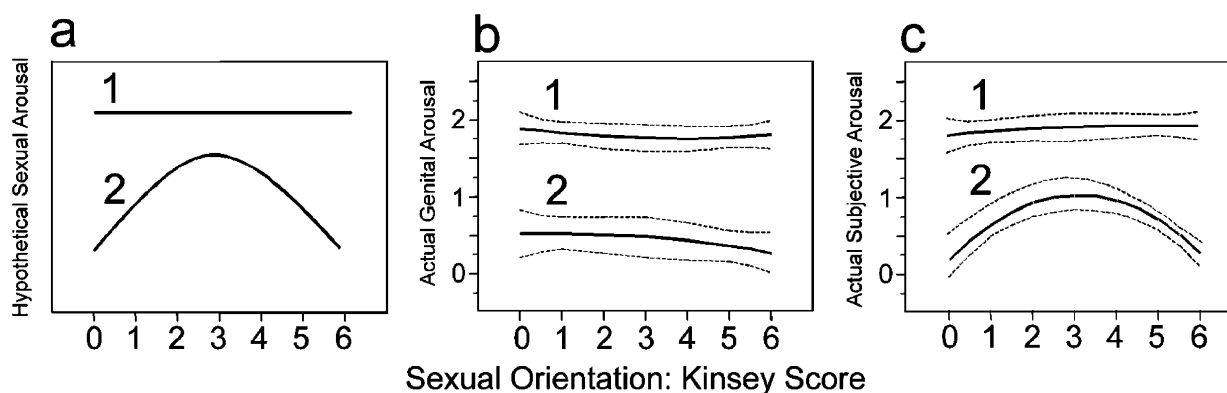 a
Hypothetical Sexual Arousal
1
2
0 1 2 3 4 5 6
b
Actual Genital Arousal
2
1
0
1
2
0 1 2 3 4 5 6
c
Actual Subjective Arousal
2
1
0
1
2
0 1 2 3 4 5 6
Sexual Orientation: Kinsey Score